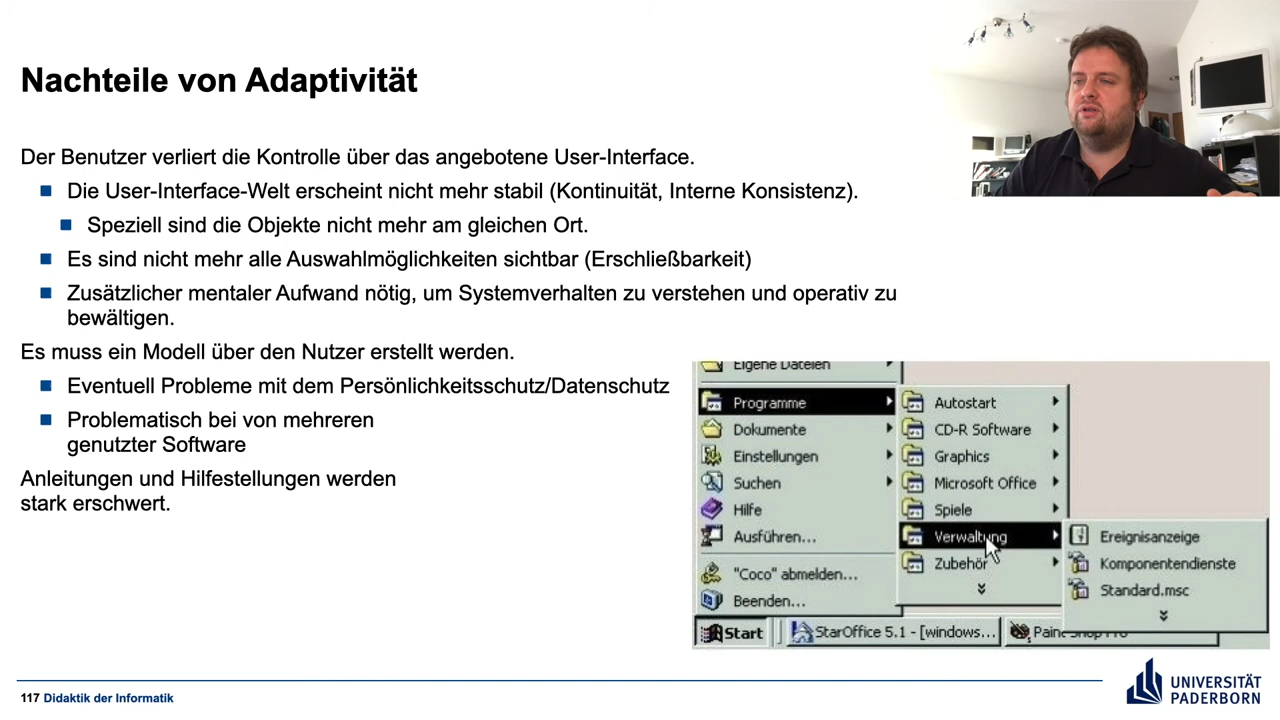 Nachteile von Adaptivität
Der Benutzer verliert die Kontrolle über das angebotene User-Interface.
Die User-Interface-Welt erscheint nicht mehr stabil (Kontinuität, Interne Konsistenz).
Speziell sind die Objekte nicht mehr am gleichen Ort.
Es sind nicht mehr alle Auswahlmöglichkeiten sichtbar (Erschließbarkeit)
Zusätzlicher mentaler Aufwand nötig, um Systemverhalten zu verstehen und operativ zu
bewältigen.
Es muss ein Modell über den Nutzer erstellt werden.
Eventuell Probleme mit dem Persönlichkeitsschutz/Datenschutz
Problematisch bei von mehreren
genutzter Software
Anleitungen und Hilfestellungen werden
stark erschwert.
Eigene Dateien
Programme
Dokumente
Einstellungen
Suchen
Hilfe
Ausführen...
"Coco" abmelden...
Beenden...
Autostart
CD-R Software
Graphics
Microsoft Office
Spiele
Verwaltung
Zubehör
Ereignisanzeige
Komponentendienste
Standard.msc
Start
StarOffice 5.1 - [windows...
Paint Shop Pro
117 Didaktik der Informatik
UNIVERSITÄT
PADERBORN